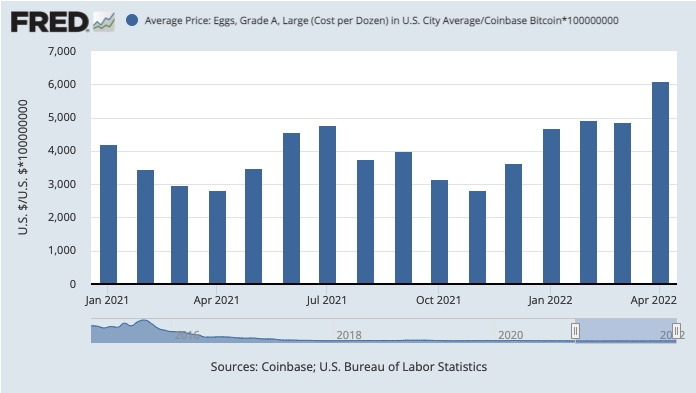 FRED
Average Price: Eggs, Grade A, Large (Cost per Dozen) in U.S. City Average/Coinbase Bitcoin*100000000
U.S. $/U.S. $*100000000
7,000
6,000
5,000
4,000
3,000
2,000
1,000
0
Jan 2021 Apr 2021 Jul 2021 Oct 2021 Jan 2022 Apr 2022
2016 2018 2020
Sources: Coinbase; U.S. Bureau of Labor Statistics